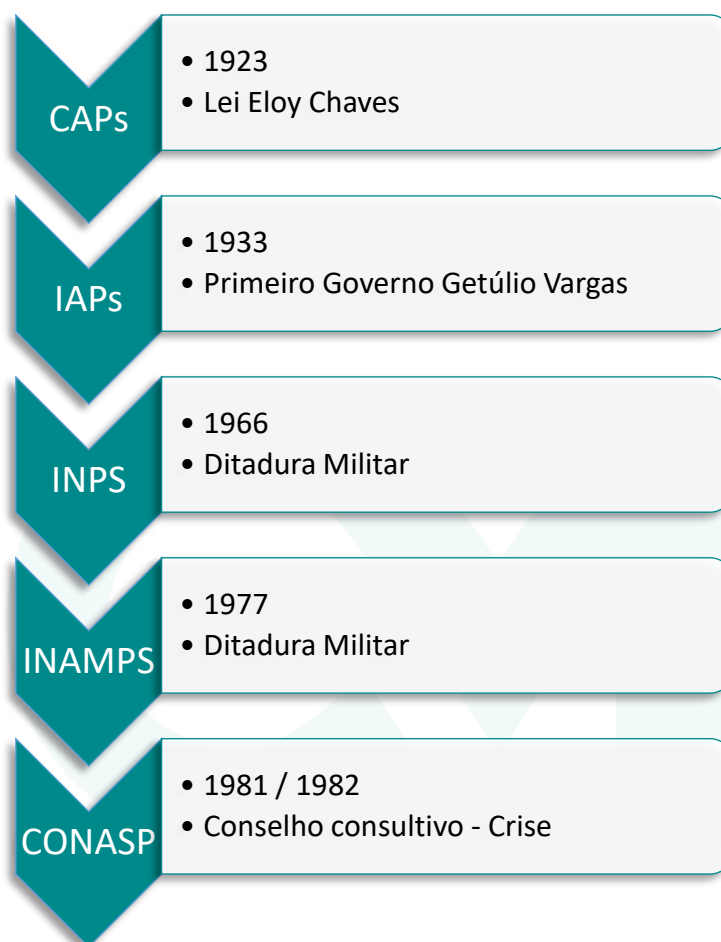 CAPs
• 1923
• Lei Eloy Chaves
IAPs
• 1933
• Primeiro Governo Getúlio Vargas
INPS
• 1966
• Ditadura Militar
INAMPS
• 1977
• Ditadura Militar
CONASP
• 1981 / 1982
• Conselho consultivo - Crise